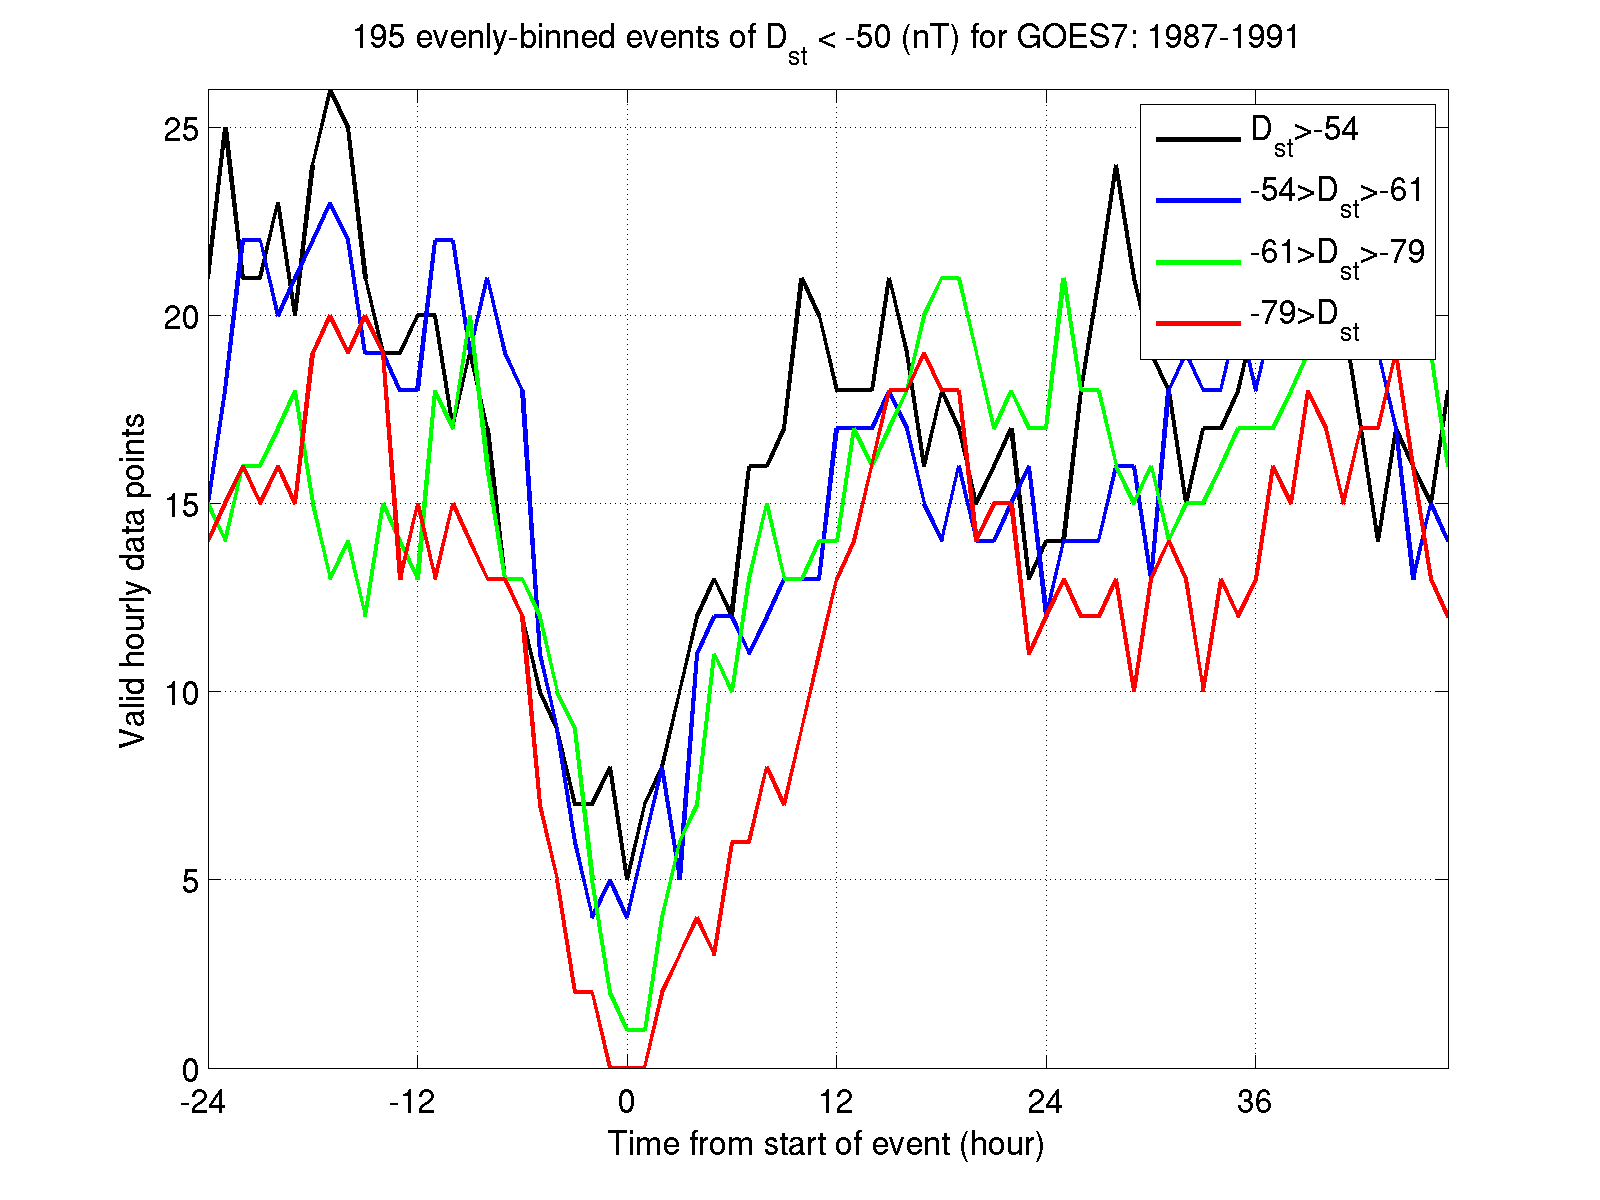 195 evenly-binned events of Dst < -50 (nT) for GOES7: 1987-1991
25
20
15
10
5
0
Valid hourly data points
Dst>-54
-54>Dst>-61
-61>Dst>-79
-79>Dst
-24
-12
0
12
24
36
Time from start of event (hour)